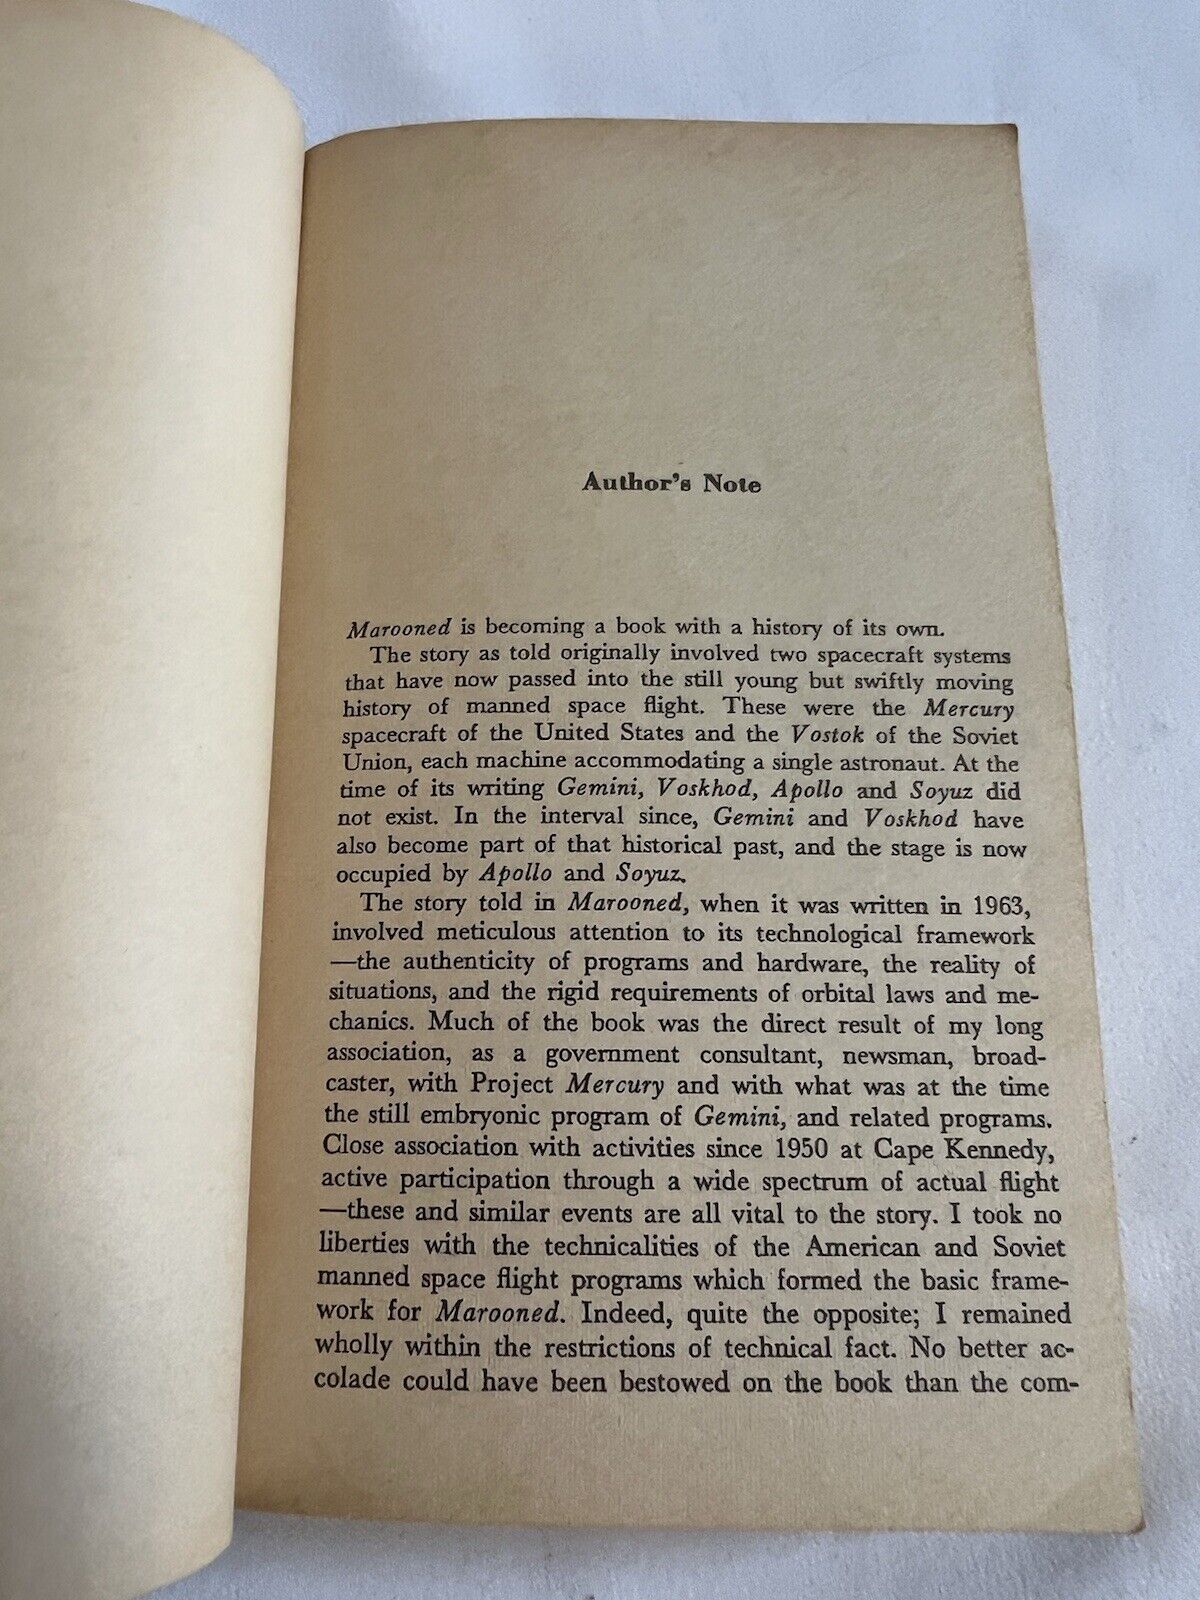 Author's Note
Marooned is becoming a book with a history of its own.
The story as told originally involved two spacecraft systems
that have now passed into the still young but swiftly moving
history of manned space flight. These were the Mercury
spacecraft of the United States and the Vostok of the Soviet
Union, each machine accommodating a single astronaut. At the
time of its writing Gemini, Voskhod, Apollo and Soyuz did
not exist. In the interval since, Gemini and Voskhod have
also become part of that historical past, and the stage is now
occupied by Apollo and Soyuz.
The story told in Marooned, when it was written in 1963,
involved meticulous attention to its technological framework
—the authenticity of programs and hardware, the reality of
situations, and the rigid requirements of orbital laws and me-
chanics. Much of the book was the direct result of my long
association, as a government consultant, newsman, broad-
caster, with Project Mercury and with what was at the time
the still embryonic program of Gemini, and related programs.
Close association with activities since 1950 at Cape Kennedy,
active participation through a wide spectrum of actual flight
—these and similar events are all vital to the story. I took no
liberties with the technicalities of the American and Soviet
manned space flight programs which formed the basic frame-
work for Marooned. Indeed, quite the opposite; I remained
wholly within the restrictions of technical fact. No better ac-
colade could have been bestowed on the book than the com-